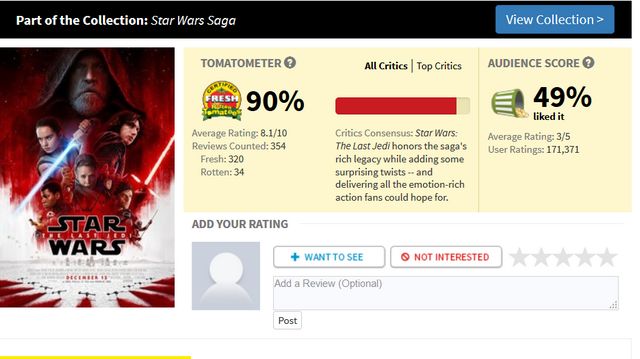 Part of the Collection: Star Wars Saga
View Collection >
TOMATOMETER ?
All Critics | Top Critics
CERTIFIED
FRESH
90%
Average Rating: 8.1/10
Reviews Counted: 354
Fresh: 320
Rotten: 34
Critics Consensus: Star Wars:
The Last Jedi honors the saga's
rich legacy while adding some
surprising twists -- and
delivering all the emotion-rich
action fans could hope for.
AUDIENCE SCORE ?
49%
liked it
Average Rating: 3/5
User Ratings: 171,371
STAR
THE LAST JEDI
WARS
DECEMBER 15
ADD YOUR RATING
+ WANT TO SEE
NOT INTERESTED
Add a Review (Optional)
Post